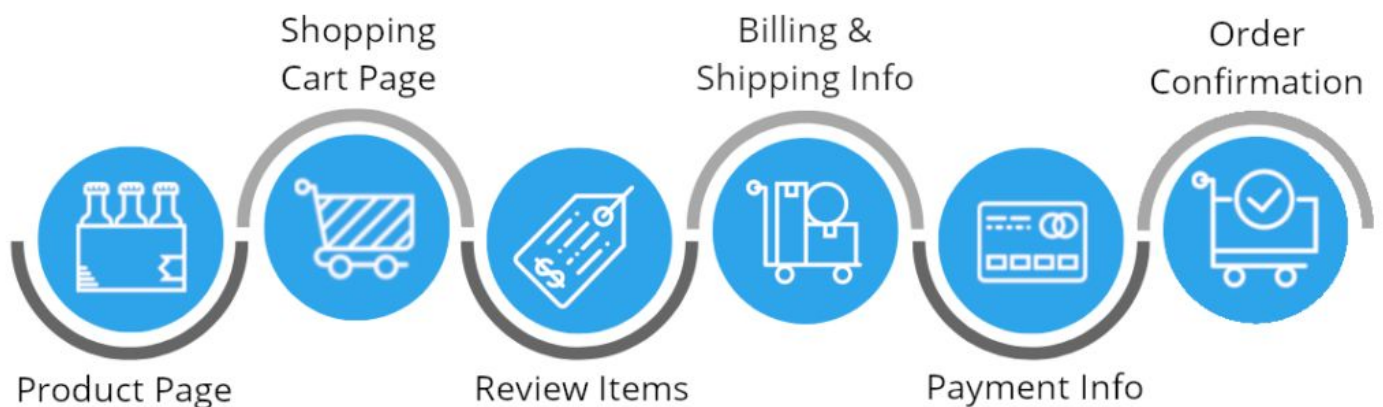 Product Page
Shopping
Cart Page
Review Items
Billing &
Shipping Info
Payment Info
Order
Confirmation